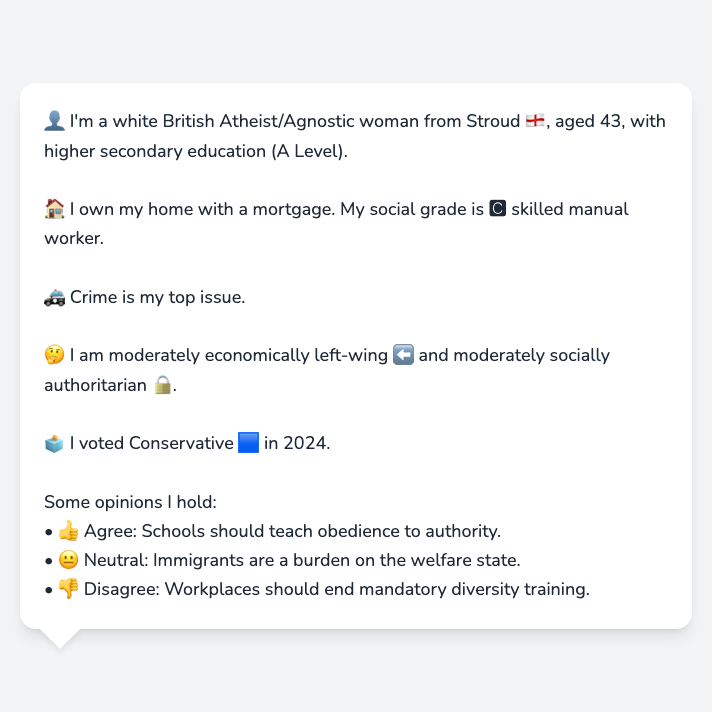 👤 I'm a white British Atheist/Agnostic woman from Stroud 🏴󠁧󠁢󠁥󠁮󠁧󠁿, aged 43, with
higher secondary education (A Level).
🏠 I own my home with a mortgage. My social grade is 🅲 skilled manual
worker.
🚓 Crime is my top issue.
🤔 I am moderately economically left-wing ⬅️ and moderately socially
authoritarian 🔒.
🗳️ I voted Conservative 🟦 in 2024.
Some opinions I hold:
• 👍 Agree: Schools should teach obedience to authority.
• 😐 Neutral: Immigrants are a burden on the welfare state.
• 👎 Disagree: Workplaces should end mandatory diversity training.